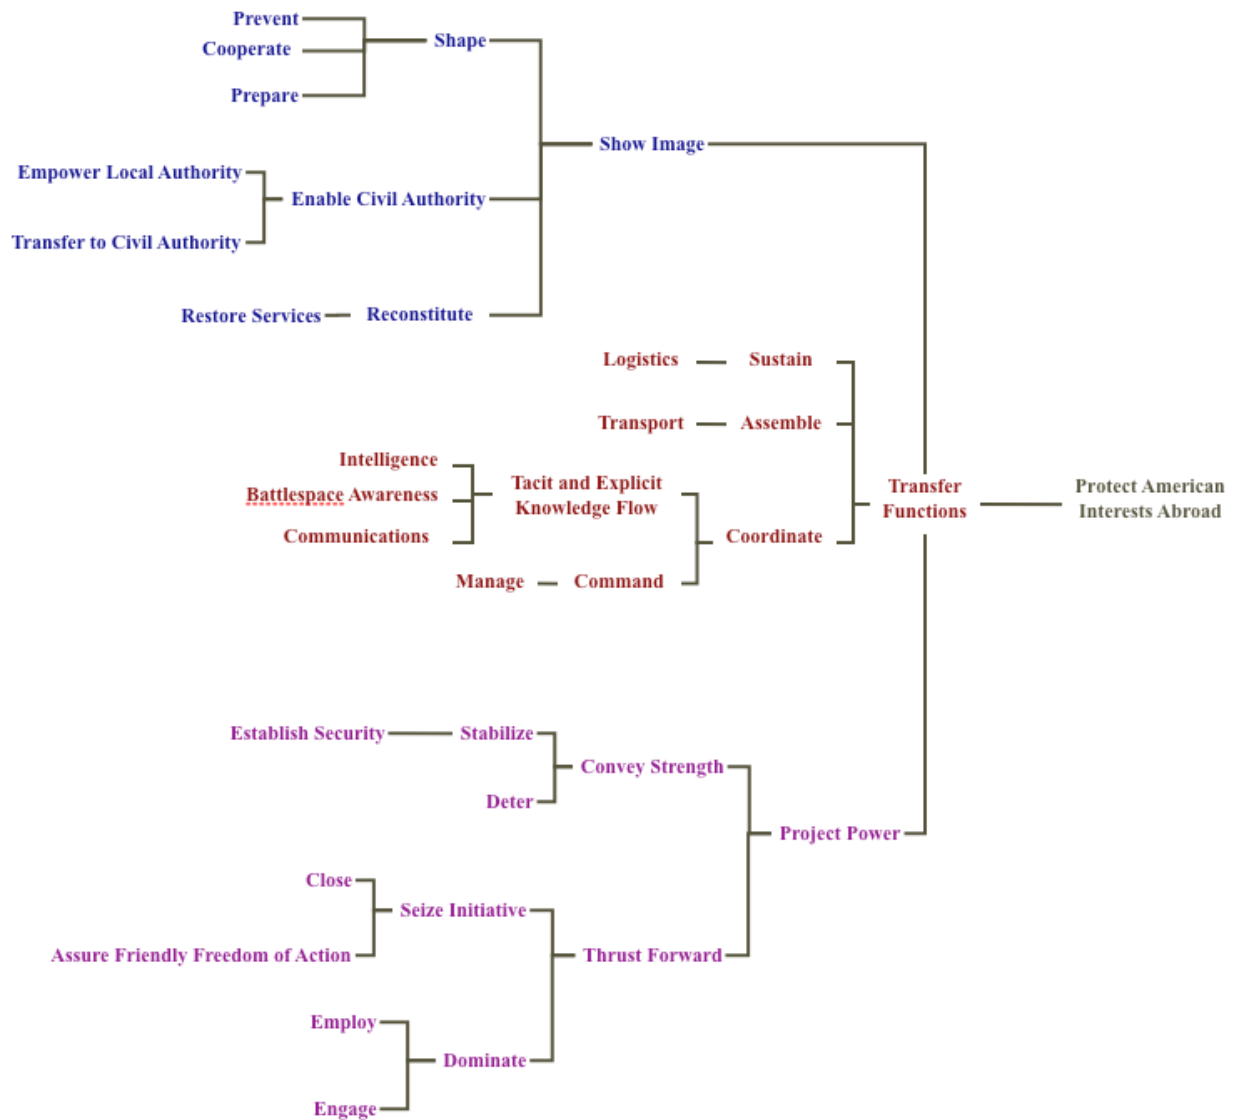 Prevent
Shape
Cooperate
Prepare
Show Image
Empower Local Authority
Enable Civil Authority
Transfer to Civil Authority
Restore Services
Reconstitute
Logistics
Sustain
Transport
Assemble
Intelligence
Battlespace Awareness
Communications
Tacit and Explicit
Knowledge Flow
Coordinate
Manage
Command
Transfer
Functions
Protect American
Interests Abroad
Establish Security
Stabilize
Convey Strength
Deter
Project Power
Close
Seize Initiative
Assure Friendly Freedom of Action
Thrust Forward
Employ
Dominate
Engage